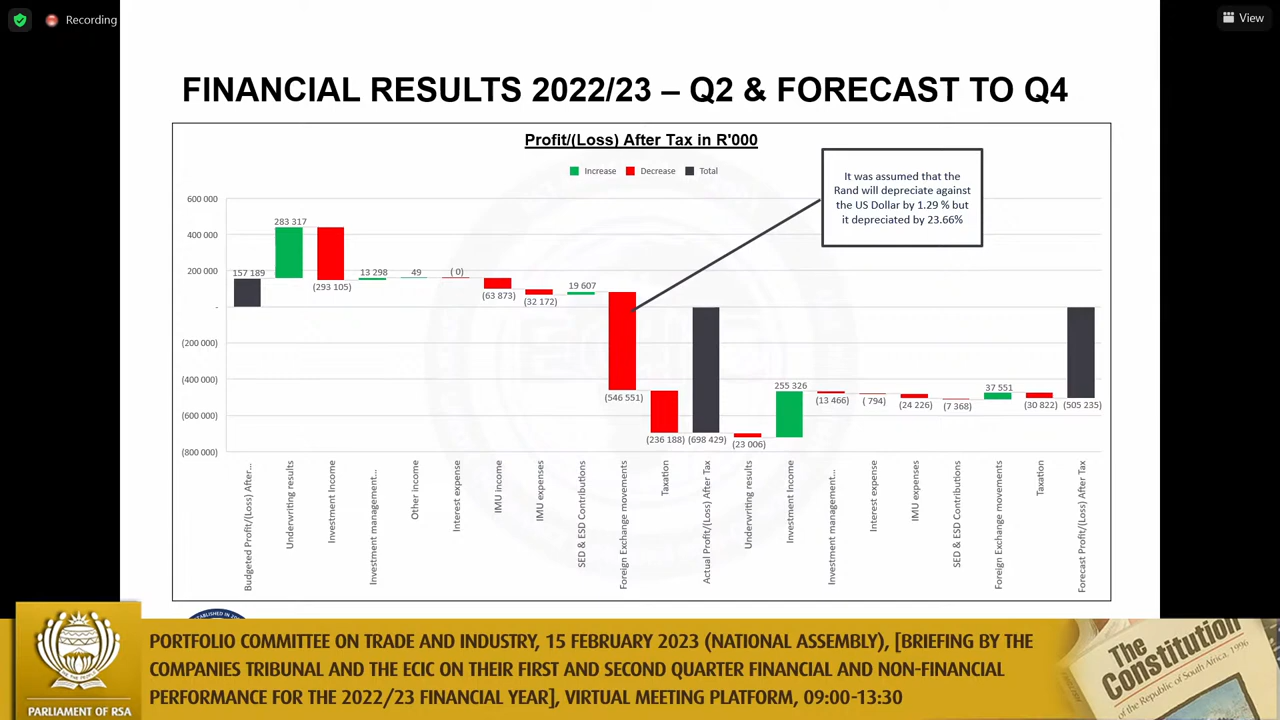 Recording
View
FINANCIAL RESULTS 2022/23 – Q2 & FORECAST TO Q4
Profit/(Loss) After Tax in R'000
Increase Decrease Total
It was assumed that the
Rand will depreciate against
the US Dollar by 1.29 % but
it depreciated by 23.66%
600 000
400 000
200 000
-
(200 000)
(400 000)
(600 000)
(800 000)
157 189
283 317
(293 105)
13 298
49
( 0)
(63 873)
(32 172)
19 607
(546 551)
(236 188)
(698 429)
(23 006)
255 326
(13 466)
( 794)
(24 226)
(7 368)
37 551
(30 822)
(505 235)
Budgeted Profit/(Loss) After...
Underwriting results
Investment Income
Investment management...
Other income
Interest expense
IMU income
IMU expenses
SED & ESD Contributions
Foreign Exchange movements
Taxation
Actual Profit/(Loss) After Tax
Underwriting results
Investment Income
Investment management...
Interest expense
IMU expenses
SED & ESD Contributions
Foreign Exchange movements
Taxation
Forecast Profit/(Loss) After Tax
PORTFOLIO COMMITTEE ON TRADE AND INDUSTRY, 15 FEBRUARY 2023 (NATIONAL ASSEMBLY), [BRIEFING BY THE
COMPANIES TRIBUNAL AND THE ECIC ON THEIR FIRST AND SECOND QUARTER FINANCIAL AND NON-FINANCIAL
PERFORMANCE FOR THE 2022/23 FINANCIAL YEAR], VIRTUAL MEETING PLATFORM, 09:00-13:30
PARLIAMENT OF RSA
The
Constitution
of the Republic of South Africa, 1996